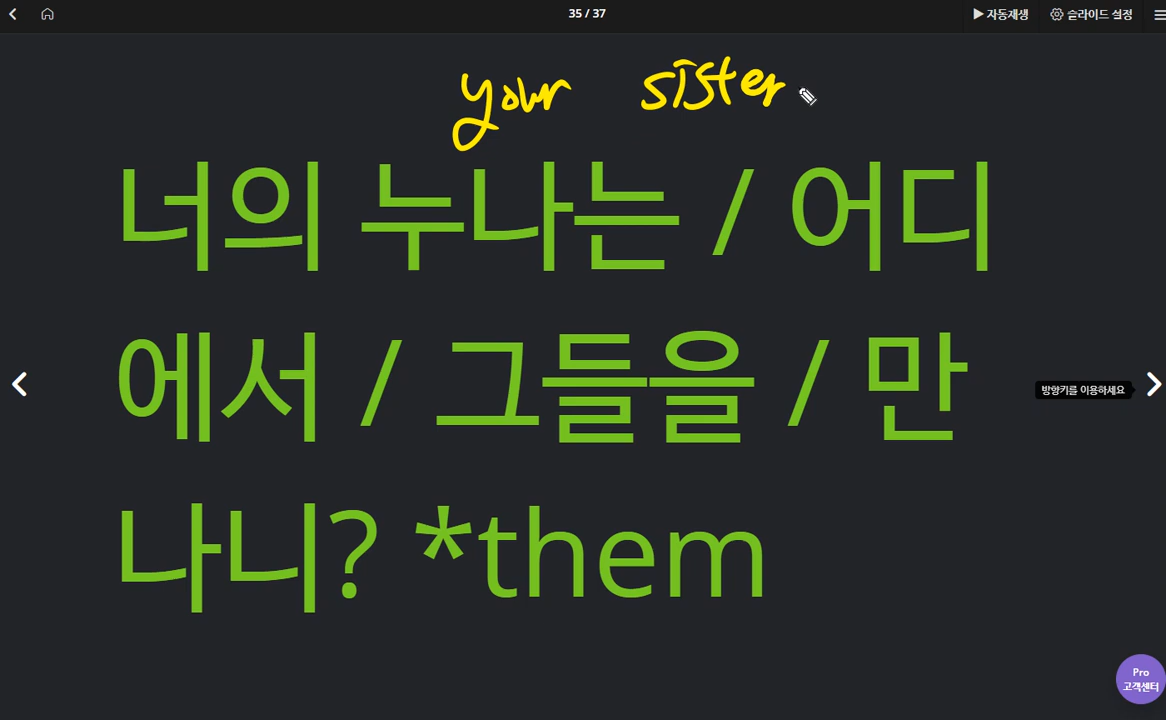 35 / 37
자동재생
슬라이드 설정
your sister
너의 누나는 / 어디
에서 / 그들을 / 만
나니? *them
방향키를 이용하세요
Pro
고객센터